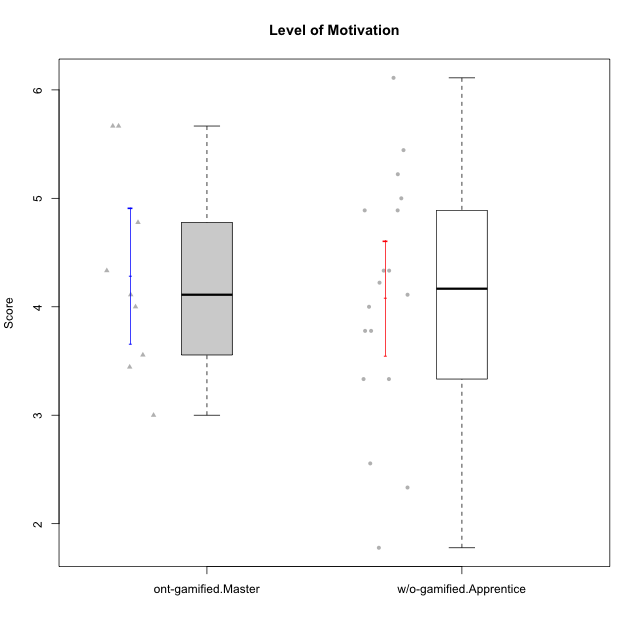 Level of Motivation
6
5
4
3
2
Score
ont-gamified.Master
w/o-gamified.Apprentice